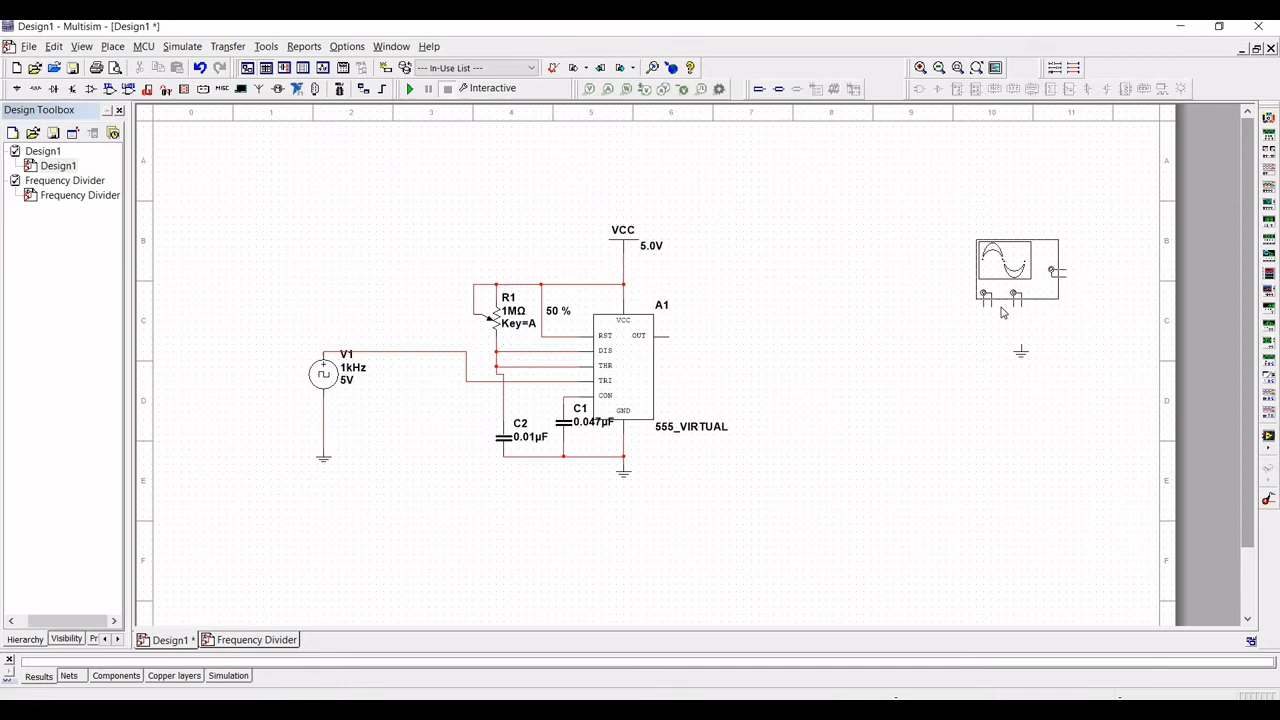 Design1 - Multisim - [Design1 *]
File Edit View Place MCU Simulate Transfer Tools Reports Options Window Help
--- In-Use List ---
Interactive
Design Toolbox
Design1
Design1
Frequency Divider
Frequency Divider
0 1 2 3 4 5 6 7 8 9 10 11
A A
B B
C C
D D
E E
F F
VCC
5.0V
R1
1MΩ
Key=A
50 %
A1
VCC
RST OUT
DIS
THR
TRI
CON
GND
555_VIRTUAL
V1
1kHz
5V
C1
0.047µF
C2
0.01µF
Hierarchy Visibility Pr
Design1 * Frequency Divider
Results Nets Components Copper layers Simulation